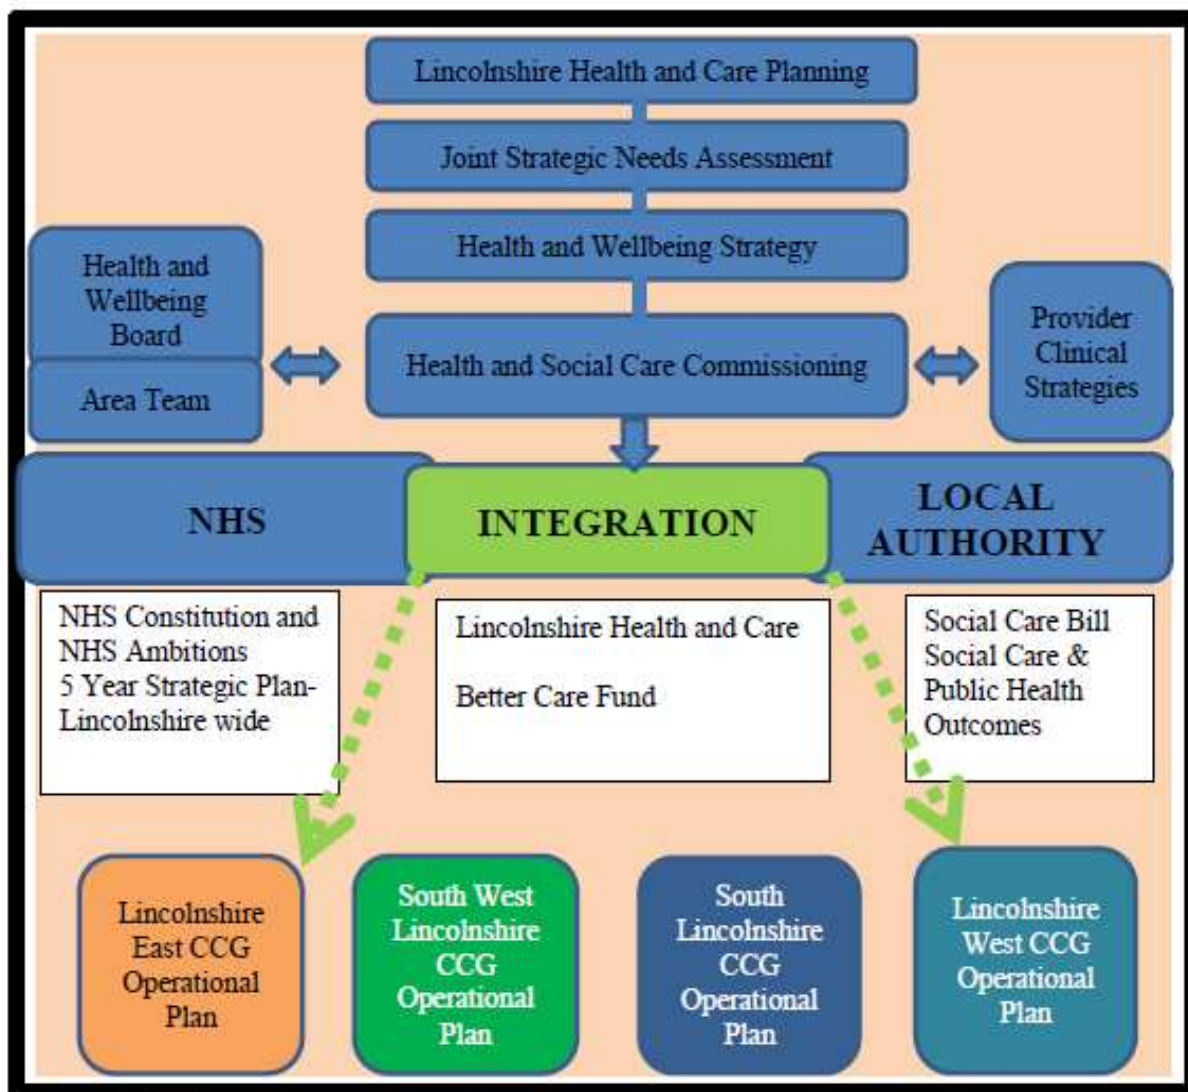 Lincolnshire Health and Care Planning
Joint Strategic Needs Assessment
Health and Wellbeing Strategy
Health and
Wellbeing
Board
Area Team
Health and Social Care Commissioning
Provider
Clinical
Strategies
NHS
INTEGRATION
LOCAL
AUTHORITY
NHS Constitution and
NHS Ambitions
5 Year Strategic Plan-
Lincolnshire wide
Lincolnshire Health and Care
Better Care Fund
Social Care Bill
Social Care &
Public Health
Outcomes
Lincolnshire
East CCG
Operational
Plan
South West
Lincolnshire
CCG
Operational
Plan
South
Lincolnshire
CCG
Operational
Plan
Lincolnshire
West CCG
Operational
Plan